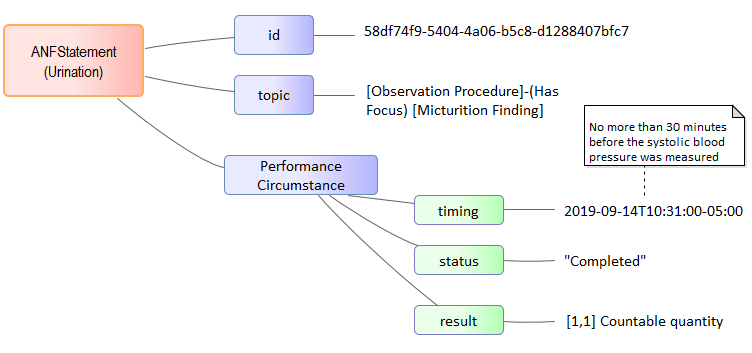 ANFStatement
(Urination)
id
58df74f9-5404-4a06-b5c8-d1288407bfc7
topic
[Observation Procedure]-(Has
Focus) [Micturition Finding]
No more than 30 minutes
before the systolic blood
pressure was measured
Performance
Circumstance
timing
2019-09-14T10:31:00-05:00
status
"Completed"
result
[1,1] Countable quantity